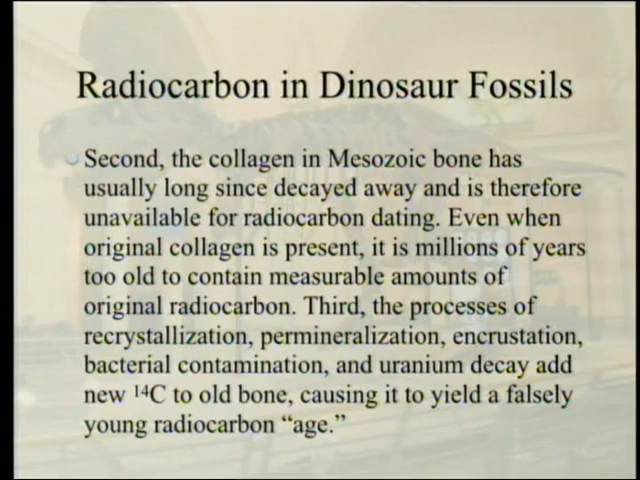 Radiocarbon in Dinosaur Fossils
Second, the collagen in Mesozoic bone has
usually long since decayed away and is therefore
unavailable for radiocarbon dating. Even when
original collagen is present, it is millions of years
too old to contain measurable amounts of
original radiocarbon. Third, the processes of
recrystallization, permineralization, encrustation,
bacterial contamination, and uranium decay add
new ¹⁴C to old bone, causing it to yield a falsely
young radiocarbon “age.”